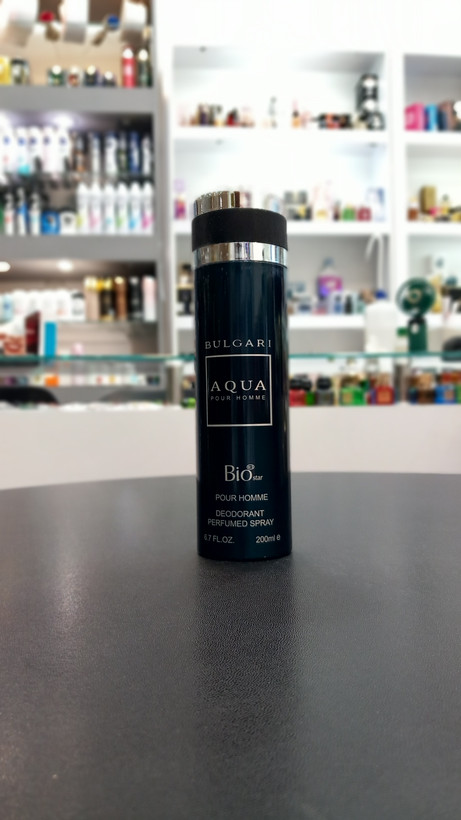 BULGARI
AQUA
POUR HOMME
Bio star
POUR HOMME
DEODORANT
PERFUMED SPRAY
6.7 FL.OZ. 200ml e